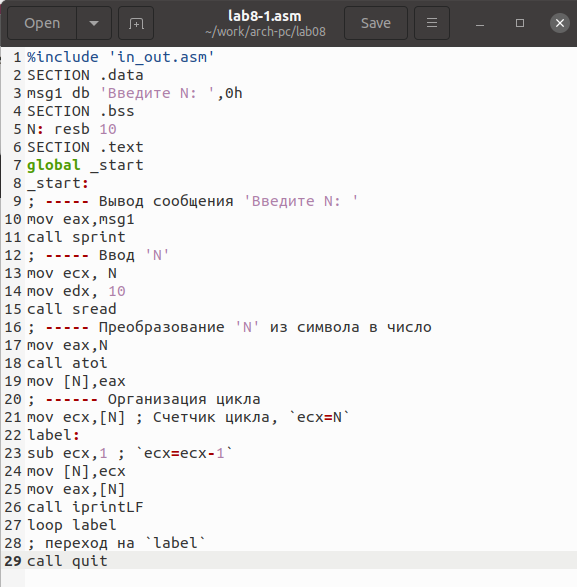 Open
lab8-1.asm
~/work/arch-pc/lab08
Save
1 %include 'in_out.asm'
2 SECTION .data
3 msg1 db 'Введите N: ',0h
4 SECTION .bss
5 N: resb 10
6 SECTION .text
7 global _start
8 _start:
9 ; ----- Вывод сообщения 'Введите N: '
10 mov eax,msg1
11 call sprint
12 ; ----- Ввод 'N'
13 mov ecx, N
14 mov edx, 10
15 call sread
16 ; ----- Преобразование 'N' из символа в число
17 mov eax,N
18 call atoi
19 mov [N],eax
20 ; ------ Организация цикла
21 mov ecx,[N] ; Счетчик цикла, `ecx=N`
22 label:
23 sub ecx,1 ; `ecx=ecx-1`
24 mov [N],ecx
25 mov eax,[N]
26 call iprintLF
27 loop label
28 ; переход на `label`
29 call quit